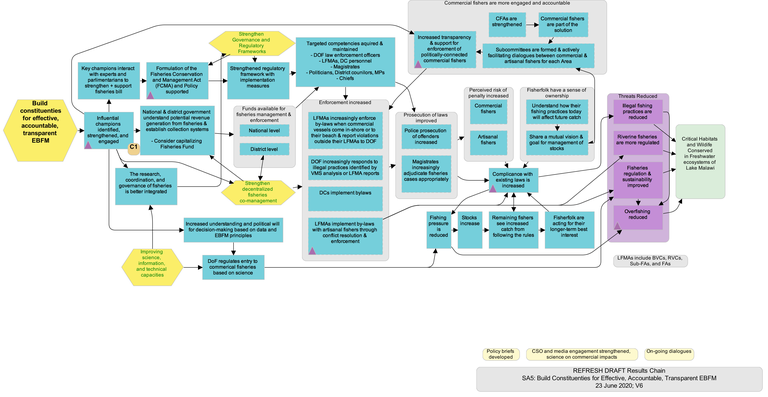 Commercial fishers are more engaged and accountable
CFAs are
strengthened
Commercial fishers
are part of the
solution
Increased transparency
& support for
enforcement of
politically-connected
commercial fishers
Subcommittees are formed & actively
facilitating dialogues between commercial &
artisanal fishers for each Area
Strengthen
Governance and
Regulatory
Frameworks
Targeted competencies aquired &
maintained
- DOF law enforcement officers
- LFMAs, DC personnel
- Magistrates
- Politicians, District counilors, MPs
- Chiefs
Key champions interact
with experts and
parlimentarians to
strengthen + support
fisheries bill
Formulation of the
Fisheries Conservation
and Management Act
(FCMA) and Policy
supported
Strengthened regulatory
framework with
implementation
measures
Build
constituenties
for effective,
accountable,
transparent
EBFM
Influential
champions
identified,
strengthened, and
engaged
C1
National & district government
understand potential revenue
generation from fisheries &
establish collection systems
- Consider capitalizing
Fisheries Fund
Funds available for
fisheries management &
enforcement
National level
District level
Enforcement increased
LFMAs increasingly enforce
by-laws when commercial
vessels come in-shore or to
their beach & report violations
outside their LFMAs to DOF
DOF increasingly responds to
illegal practices identified by
VMS analysis or LFMA reports
DCs implement bylaws
LFMAs implement by-laws
with artisanal fishers through
conflict resolution &
enforcement
Prosecution of laws
improved
Police prosecution
of offenders
increased
Magistrates
increasingly
adjudicate fisheries
cases appropriately
Perceived risk of
penalty increased
Commercial
fishers
Artisanal
fishers
Fisherfolk have a sense of
ownership
Understand how their
fishing practices today
will affect future catch
Share a mutual vision & goal for
management of stocks
Threats Reduced
Illegal fishing
practices are
reduced
Riverine fisheries
are more regulated
Fisheries
regulation &
sustainability
improved
Overfishing
reduced
Critical Habitats
and Wildlife
Conserved
in Freshwater
ecosystems of
Lake Malawi
The research,
coordination, and
governance of fisheries
is better integrated
Strengthen
decentralized
fisheries
co-management
Complicance with
existing laws is
increased
Increased understanding and political will
for decision-making based on data and
EBFM principles
Fishing
pressure
is
reduced
Stocks
increase
Remaining fishers
see increased
catch from
following the rules
Fisherfolk are
acting for their
longer-term best
interest
Improving
science,
information,
and technical
capacities
DoF regulates entry to
commercial fisheries
based on science
LFMAs include BVCs, RVCs,
Sub-FAs, and FAs
Policy briefs
developed
CSO and media engagement strengthened,
science on commercial impacts
On-going dialogues
REFRESH DRAFT Results Chain
SA5: Build Constituenties for Effective, Accountable, Transparent EBFM
23 June 2020; V6